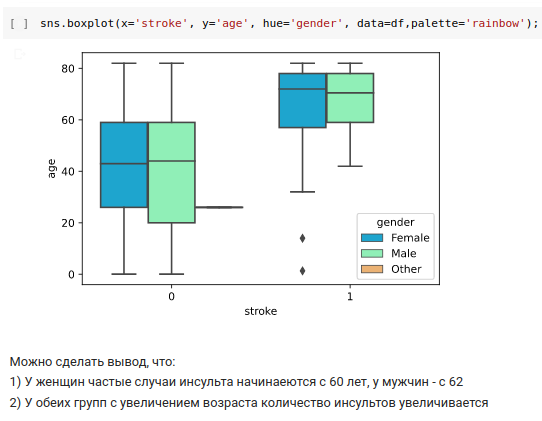 [ ] sns.boxplot(x='stroke', y='age', hue='gender', data=df,palette='rainbow');
80
60
40
20
0
age
gender
Female
Male
Other
0 1
stroke
Можно сделать вывод, что:
1) У женщин частые случаи инсульта начинаеются с 60 лет, у мужчин - с 62
2) У обеих групп с увеличением возраста количество инсультов увеличивается